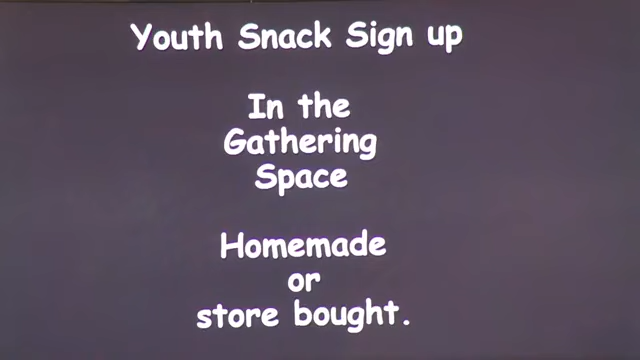 Youth Snack Sign up
In the
Gathering
Space
Homemade
or
store bought.